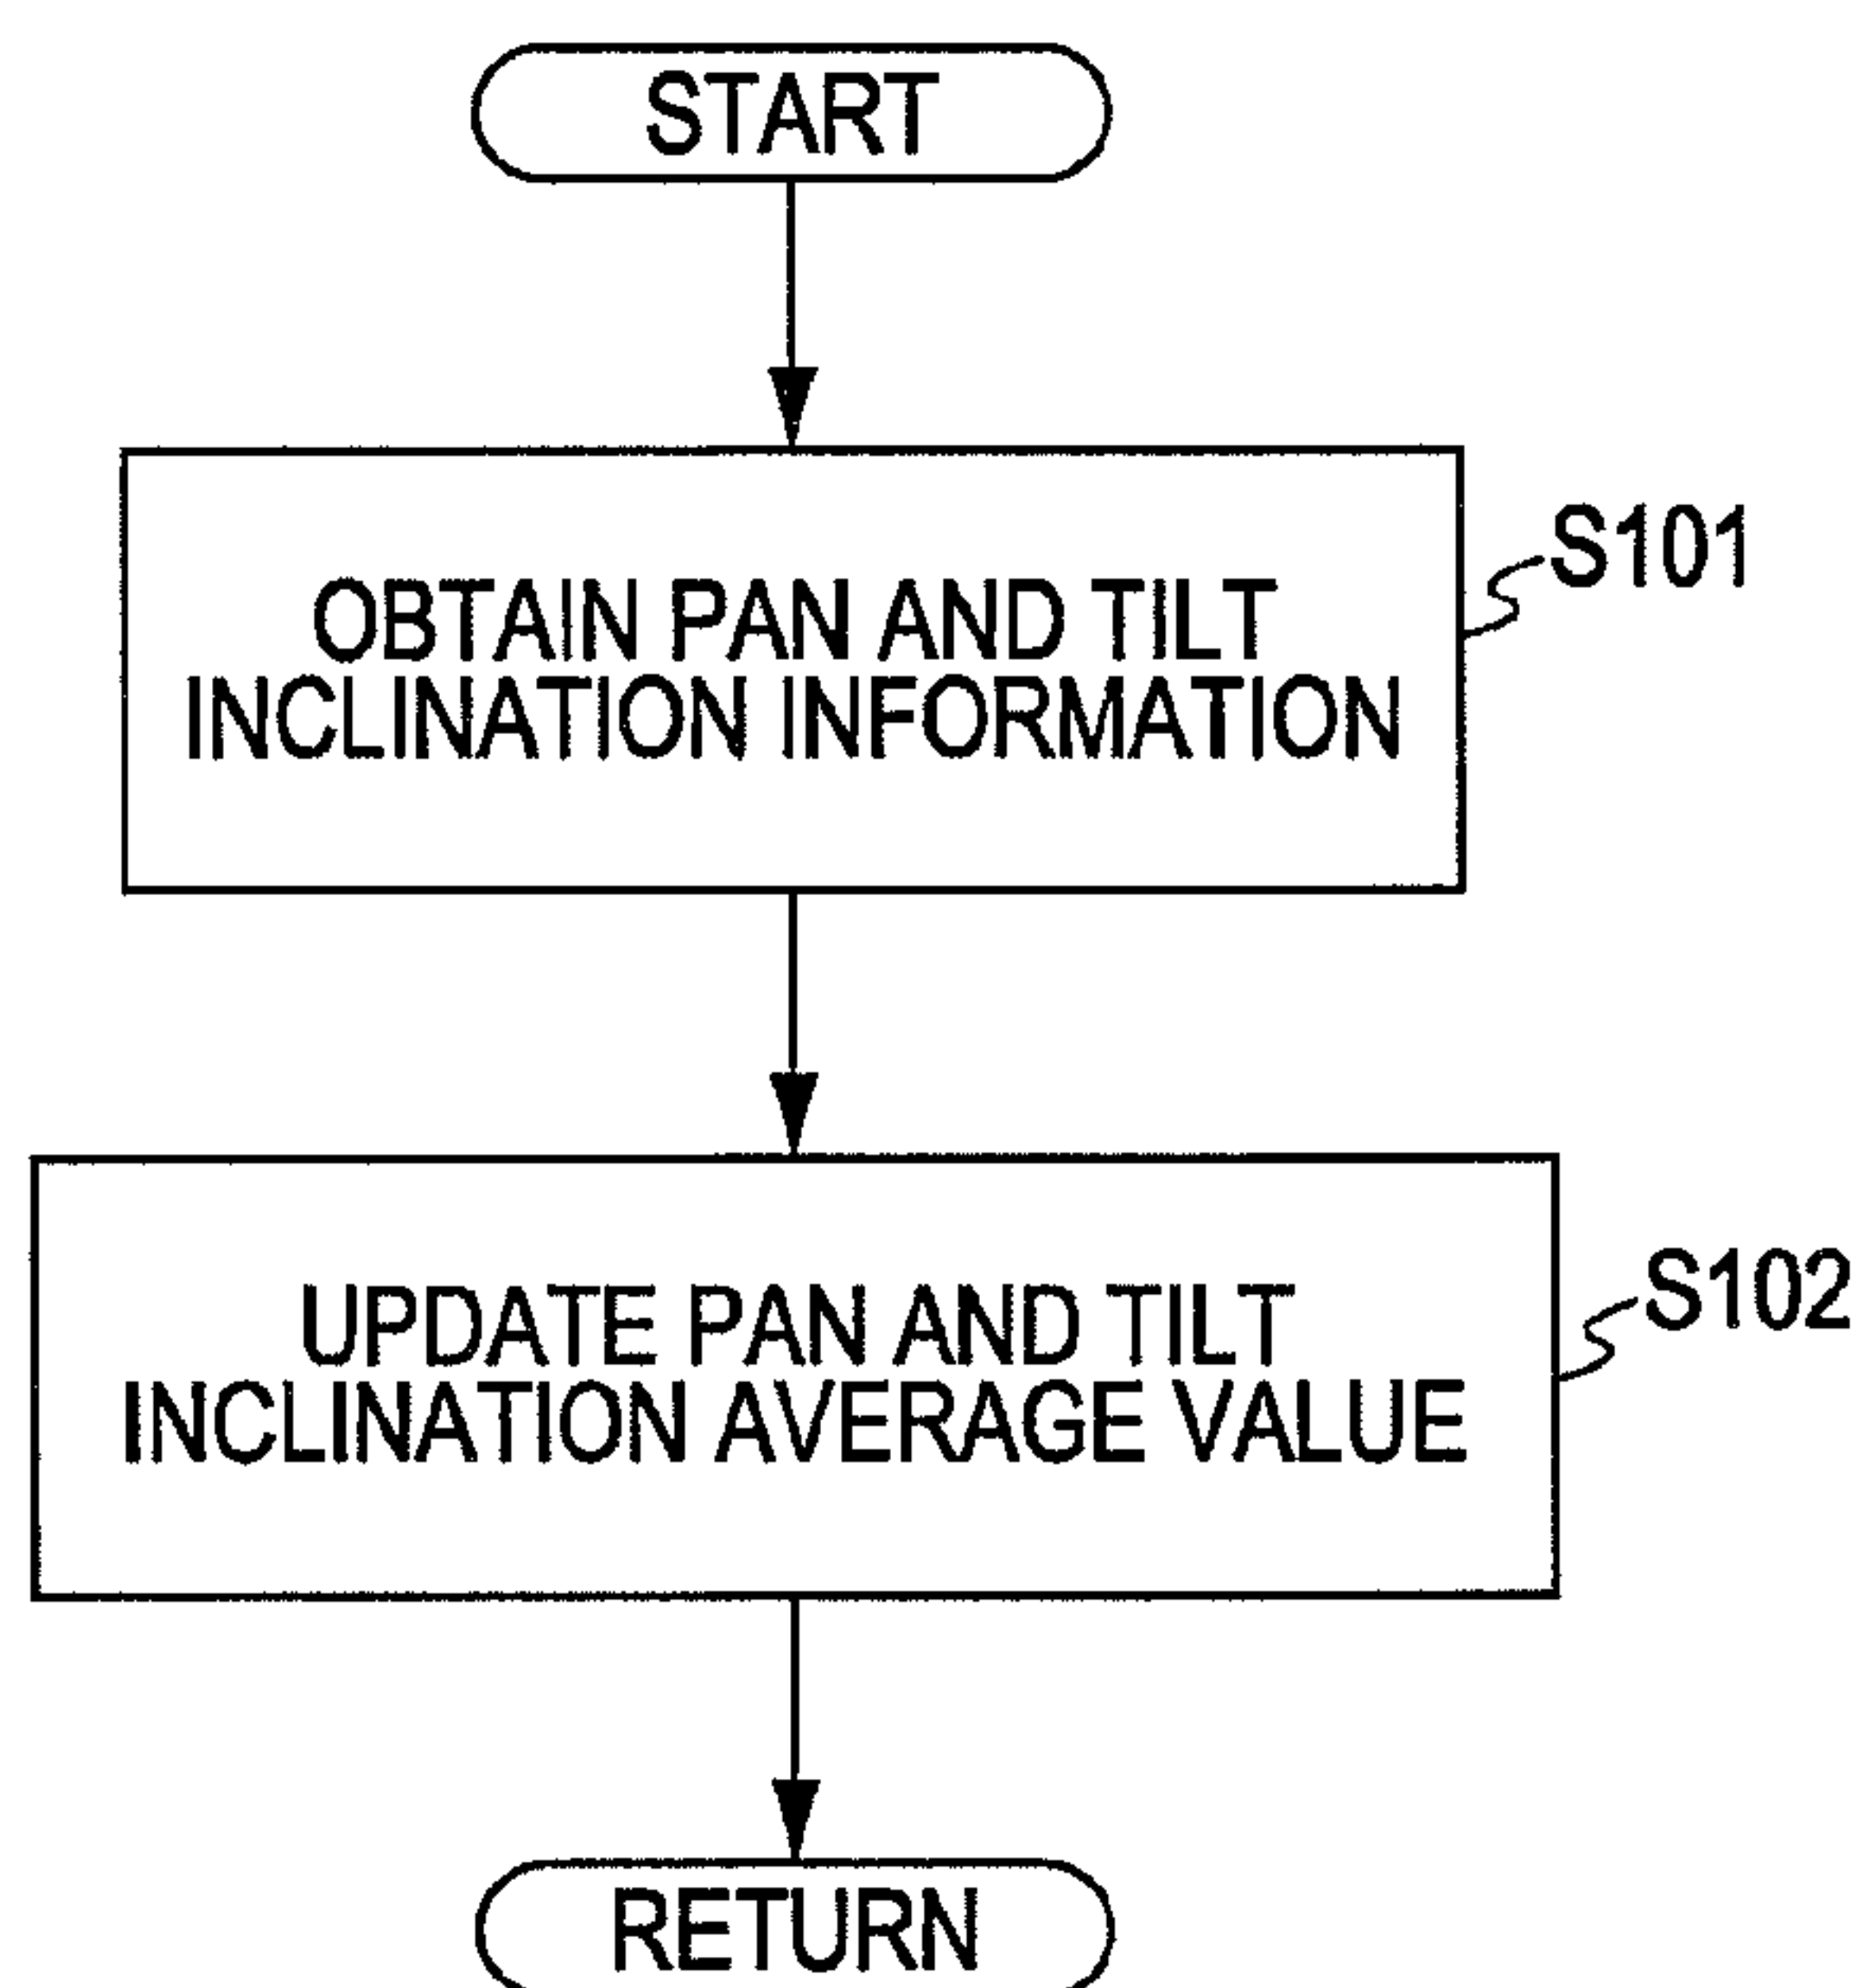 START
OBTAIN PAN AND TILT
INCLINATION INFORMATION
S101
UPDATE PAN AND TILT
INCLINATION AVERAGE VALUE
S102
RETURN